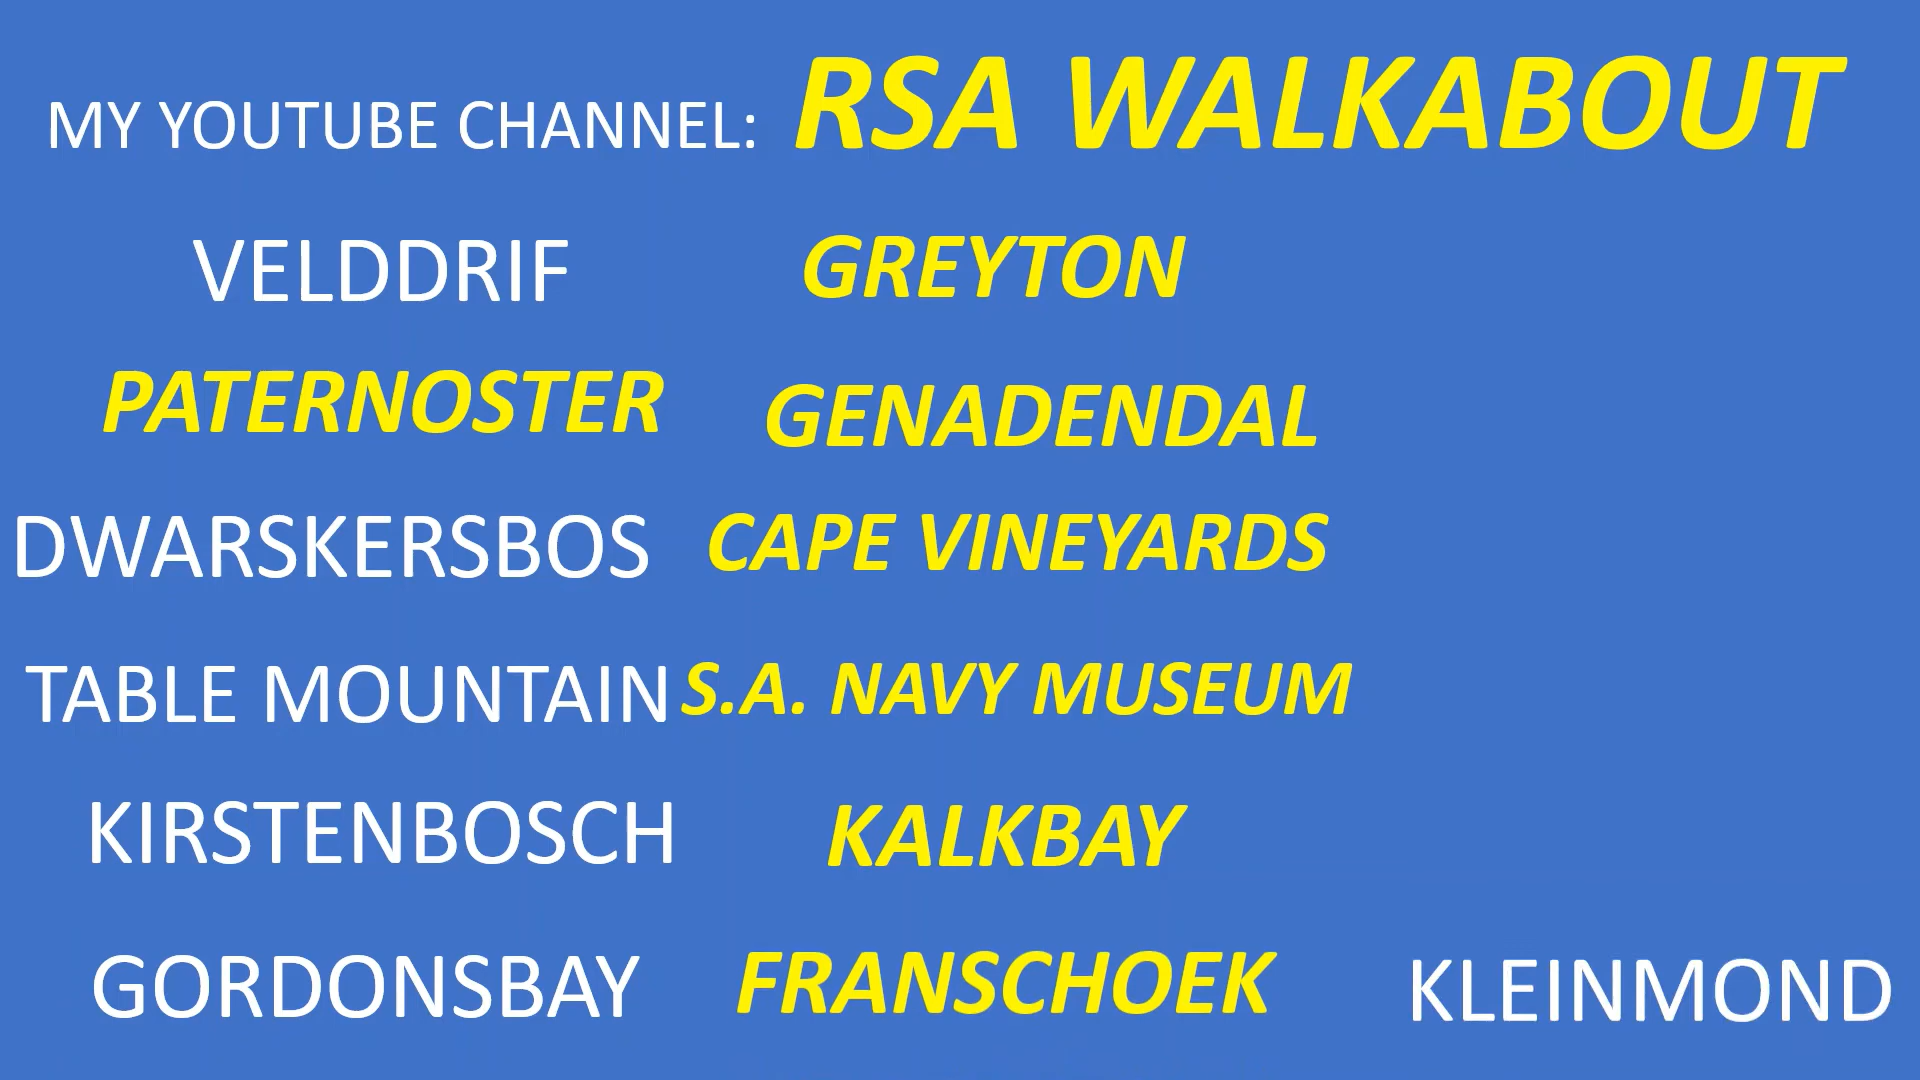 MY YOUTUBE CHANNEL: RSA WALKABOUT
VELDDRIF GREYTON
PATERNOSTER GENADENDAL
DWARSKERSBOS CAPE VINEYARDS
TABLE MOUNTAIN S.A. NAVY MUSEUM
KIRSTENBOSCH KALKBAY
GORDONSBAY FRANSCHOEK KLEINMOND